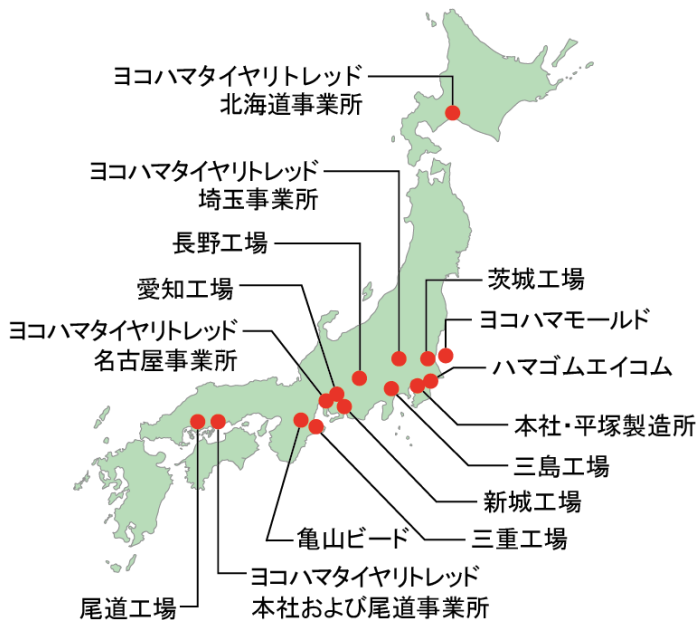 ヨコハマタイヤリトレッド
北海道事業所
ヨコハマタイヤリトレッド
埼玉事業所
長野工場
愛知工場
ヨコハマタイヤリトレッド
名古屋事業所
茨城工場
ヨコハマモールド
ハマゴムエイコム
本社・平塚製造所
三島工場
新城工場
三重工場
亀山ビード
ヨコハマタイヤリトレッド
本社および尾道事業所
尾道工場